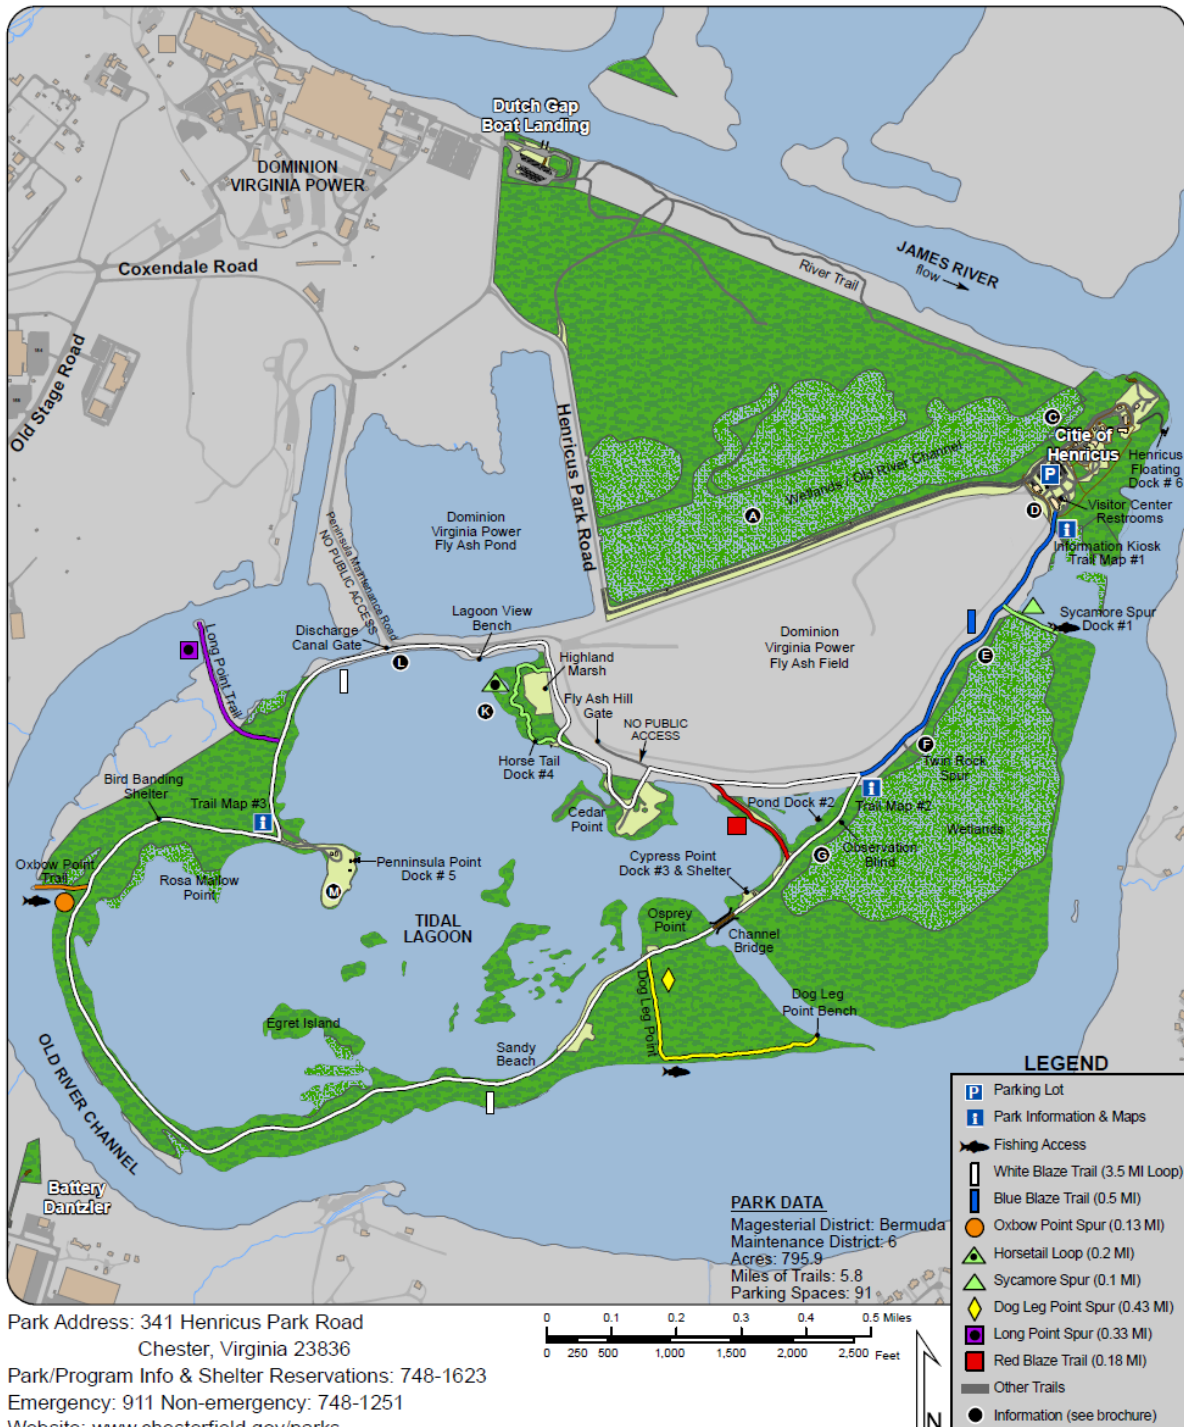 Dutch Gap
Boat Landing
DOMINION
VIRGINIA POWER
Coxendale Road
Old Stage Road
JAMES RIVER
flow
River Trail
Henricus Park Road
Wetlands / Old River Channel
A
C
Citie of
Henricus
P
Henricus
Floating
Dock # 6
D
Visitor Center
Restrooms
i
Information Kiosk
Trail Map #1
Dominion
Virginia Power
Fly Ash Pond
Peninsula Maintenance Road
NO PUBLIC ACCESS
Lagoon View
Bench
Discharge
Canal Gate
L
Long Point Trail
Highland
Marsh
Fly Ash Hill
Gate
NO PUBLIC
ACCESS
K
Horse Tail
Dock #4
Dominion
Virginia Power
Fly Ash Field
Sycamore Spur
Dock #1
E
F
Twin Rock
Spur
Bird Banding
Shelter
Trail Map #3
i
Cedar
Point
Pond Dock #2
i
Trail Map #2
Wetlands
Observation
Blind
G
Cypress Point
Dock #3 & Shelter
Oxbow Point
Trail
Rosa Mallow
Point
Penninsula Point
Dock # 5
M
TIDAL
LAGOON
Osprey
Point
Channel
Bridge
Dog Leg Point
Dog Leg
Point Bench
Egret Island
Sandy
Beach
OLD RIVER CHANNEL
Battery
Dantzler
PARK DATA
Magesterial District: Bermuda
Maintenance District: 6
Acres: 795.9
Miles of Trails: 5.8
Parking Spaces: 91
LEGEND
P Parking Lot
i Park Information & Maps
Fishing Access
White Blaze Trail (3.5 MI Loop)
Blue Blaze Trail (0.5 MI)
Oxbow Point Spur (0.13 MI)
Horsetail Loop (0.2 MI)
Sycamore Spur (0.1 MI)
Dog Leg Point Spur (0.43 MI)
Long Point Spur (0.33 MI)
Red Blaze Trail (0.18 MI)
Other Trails
Information (see brochure)
0 0.1 0.2 0.3 0.4 0.5 Miles
0 250 500 1,000 1,500 2,000 2,500 Feet
N
Park Address: 341 Henricus Park Road
Chester, Virginia 23836
Park/Program Info & Shelter Reservations: 748-1623
Emergency: 911 Non-emergency: 748-1251
Website: www.chesterfield.gov/parks